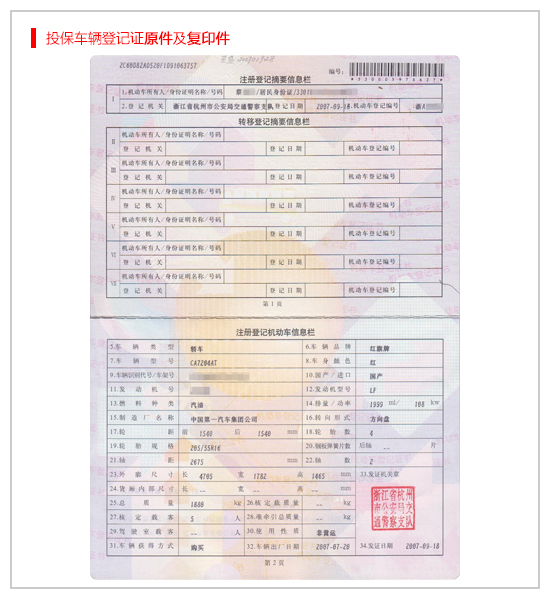 投保车辆登记证原件及复印件
编号:
注册登记摘要信息栏
I 1.机动车所有人/身份证明名称/号码 蔡 /居民身份证/3301
2.登记机关 浙江省杭州市公安局交通警察支队 登记日期 2007-09-18 .机动车登记编号 浙A
转移登记摘要信息栏
II 机动车所有人/身份证明名称/号码
登记机关 登记日期 机动车登记编号
III 机动车所有人/身份证明名称/号码
登记机关 登记日期 机动车登记编号
IV 机动车所有人/身份证明名称/号码
登记机关 登记日期 机动车登记编号
V 机动车所有人/身份证明名称/号码
登记机关 登记日期 机动车登记编号
VI 机动车所有人/身份证明名称/号码
登记机关 登记日期 机动车登记编号
VII 机动车所有人/身份证明名称/号码
登记机关 登记日期 机动车登记编号
第 1 页
注册登记机动车信息栏
5.车辆类型 轿车 6.车辆品牌 红旗牌
7.车辆型号 CA7204AT 8.车身颜色 红
9.车辆识别代号/车架号 10.国产/进口 国产
11.发动机号 12.发动机型号 LF
13.燃料种类 汽油 14.排量/功率 1999 ml/ 108 kw
15.制造厂名称 中国第一汽车集团公司 16.转向形式 方向盘
17.轮距 前 1540 后 1540 mm 18.轮胎数 4
19.轮胎规格 205/55R16 20.钢板弹簧片数 后轴 -- 片
21.轴距 2675 mm 22.轴数 2
23.外廓尺寸 长 4705 宽 1782 高 1465 mm 33.发证机关章
24.货厢内部尺寸 长 -- 宽 -- 高 -- mm
浙江省杭州市公安局交通警察支队
25.总质量 1880 kg 26.核定载质量 -- kg
27.核定载客 5 人 28.准牵引总质量 -- kg
29.驾驶室载客 -- 人 30.使用性质 非营运
31.车辆获得方式 购买 32.车辆出厂日期 2007-07-20 34.发证日期 2007-09-18
第 2 页